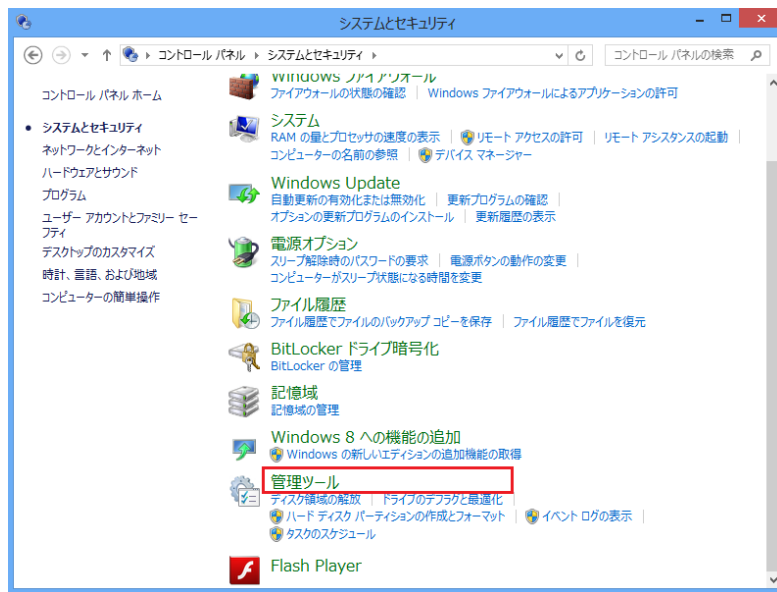 システムとセキュリティ
コントロール パネル システムとセキュリティ
コントロール パネルの検索
コントロール パネル ホーム
システムとセキュリティ
ネットワークとインターネット
ハードウェアとサウンド
プログラム
ユーザー アカウントとファミリー セー
フティ
デスクトップのカスタマイズ
時計、言語、および地域
コンピューターの簡単操作
Windows ファイアウォール
ファイアウォールの状態の確認 Windows ファイアウォールによるアプリケーションの許可
システム
RAM の量とプロセッサの速度の表示 リモート アクセスの許可 リモート アシスタンスの起動
コンピューターの名前の参照 デバイス マネージャー
Windows Update
自動更新の有効化または無効化 更新プログラムの確認
オプションの更新プログラムのインストール 更新履歴の表示
電源オプション
スリープ解除時のパスワードの要求 電源ボタンの動作の変更
コンピューターがスリープ状態になる時間を変更
ファイル履歴
ファイル履歴でファイルのバックアップ コピーを保存 ファイル履歴でファイルを復元
BitLocker ドライブ暗号化
BitLocker の管理
記憶域
記憶域の管理
Windows 8 への機能の追加
Windows の新しいエディションの追加機能の取得
管理ツール
ディスク領域の解放 ドライブのデフラグと最適化
ハード ディスク パーティションの作成とフォーマット イベント ログの表示
タスクのスケジュール
Flash Player